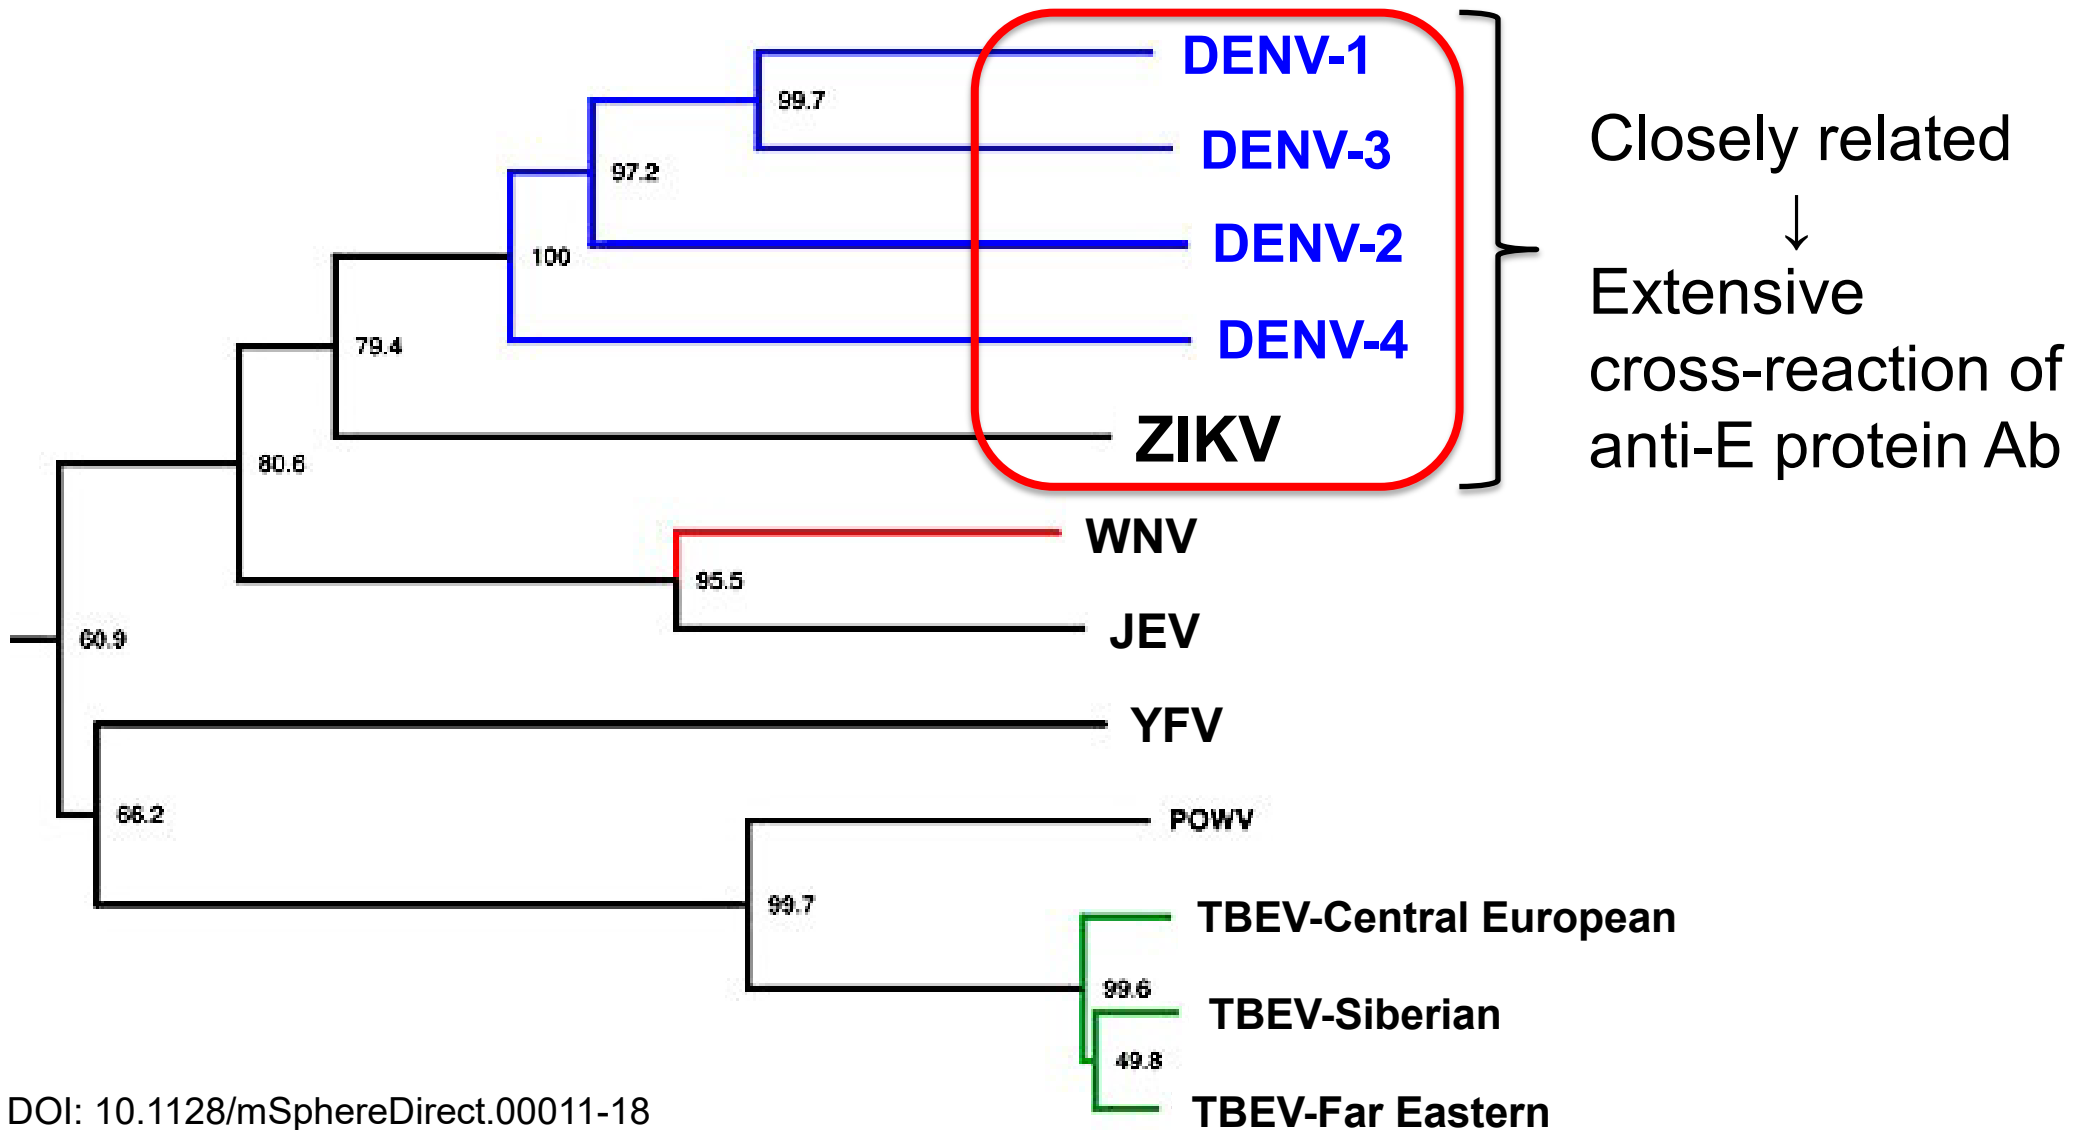 DENV-1
99.7
Closely related
DENV-3
97.2
↓
DENV-2
100
Extensive
DENV-4
79.4
cross-reaction of
ZIKV
anti-E protein Ab
80.6
WNV
95.5
JEV
60.9
YFV
66.2
POWV
99.7
TBEV-Central European
99.6
TBEV-Siberian
49.8
TBEV-Far Eastern
DOI: 10.1128/mSphereDirect.00011-18